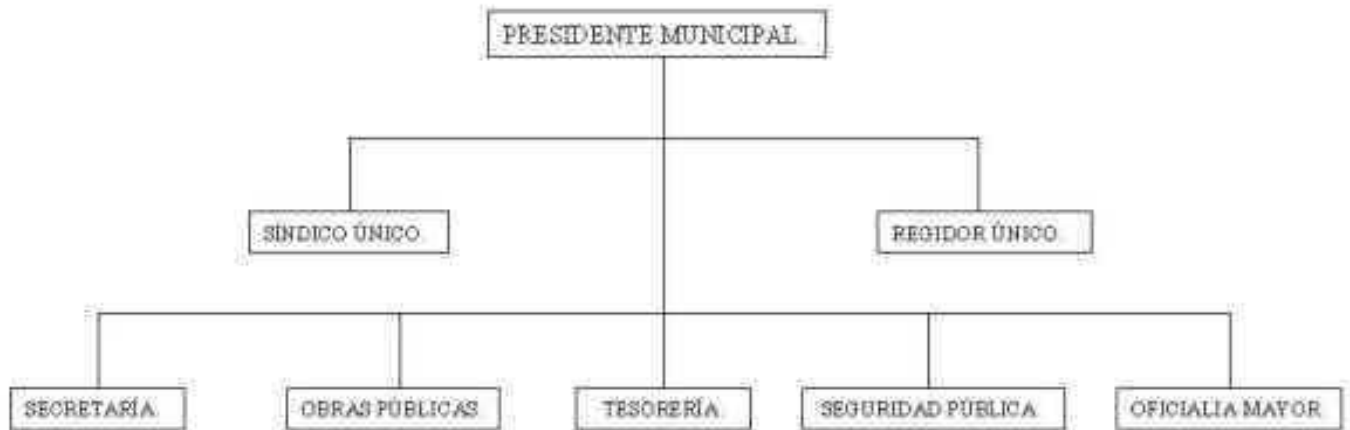 PRESIDENTE MUNICIPAL
SÍNDICO ÚNICO
REGIDOR ÚNICO
SECRETARÍA
OBRAS PÚBLICAS
TESORERÍA
SEGURIDAD PÚBLICA
OFICIALIA MAYOR